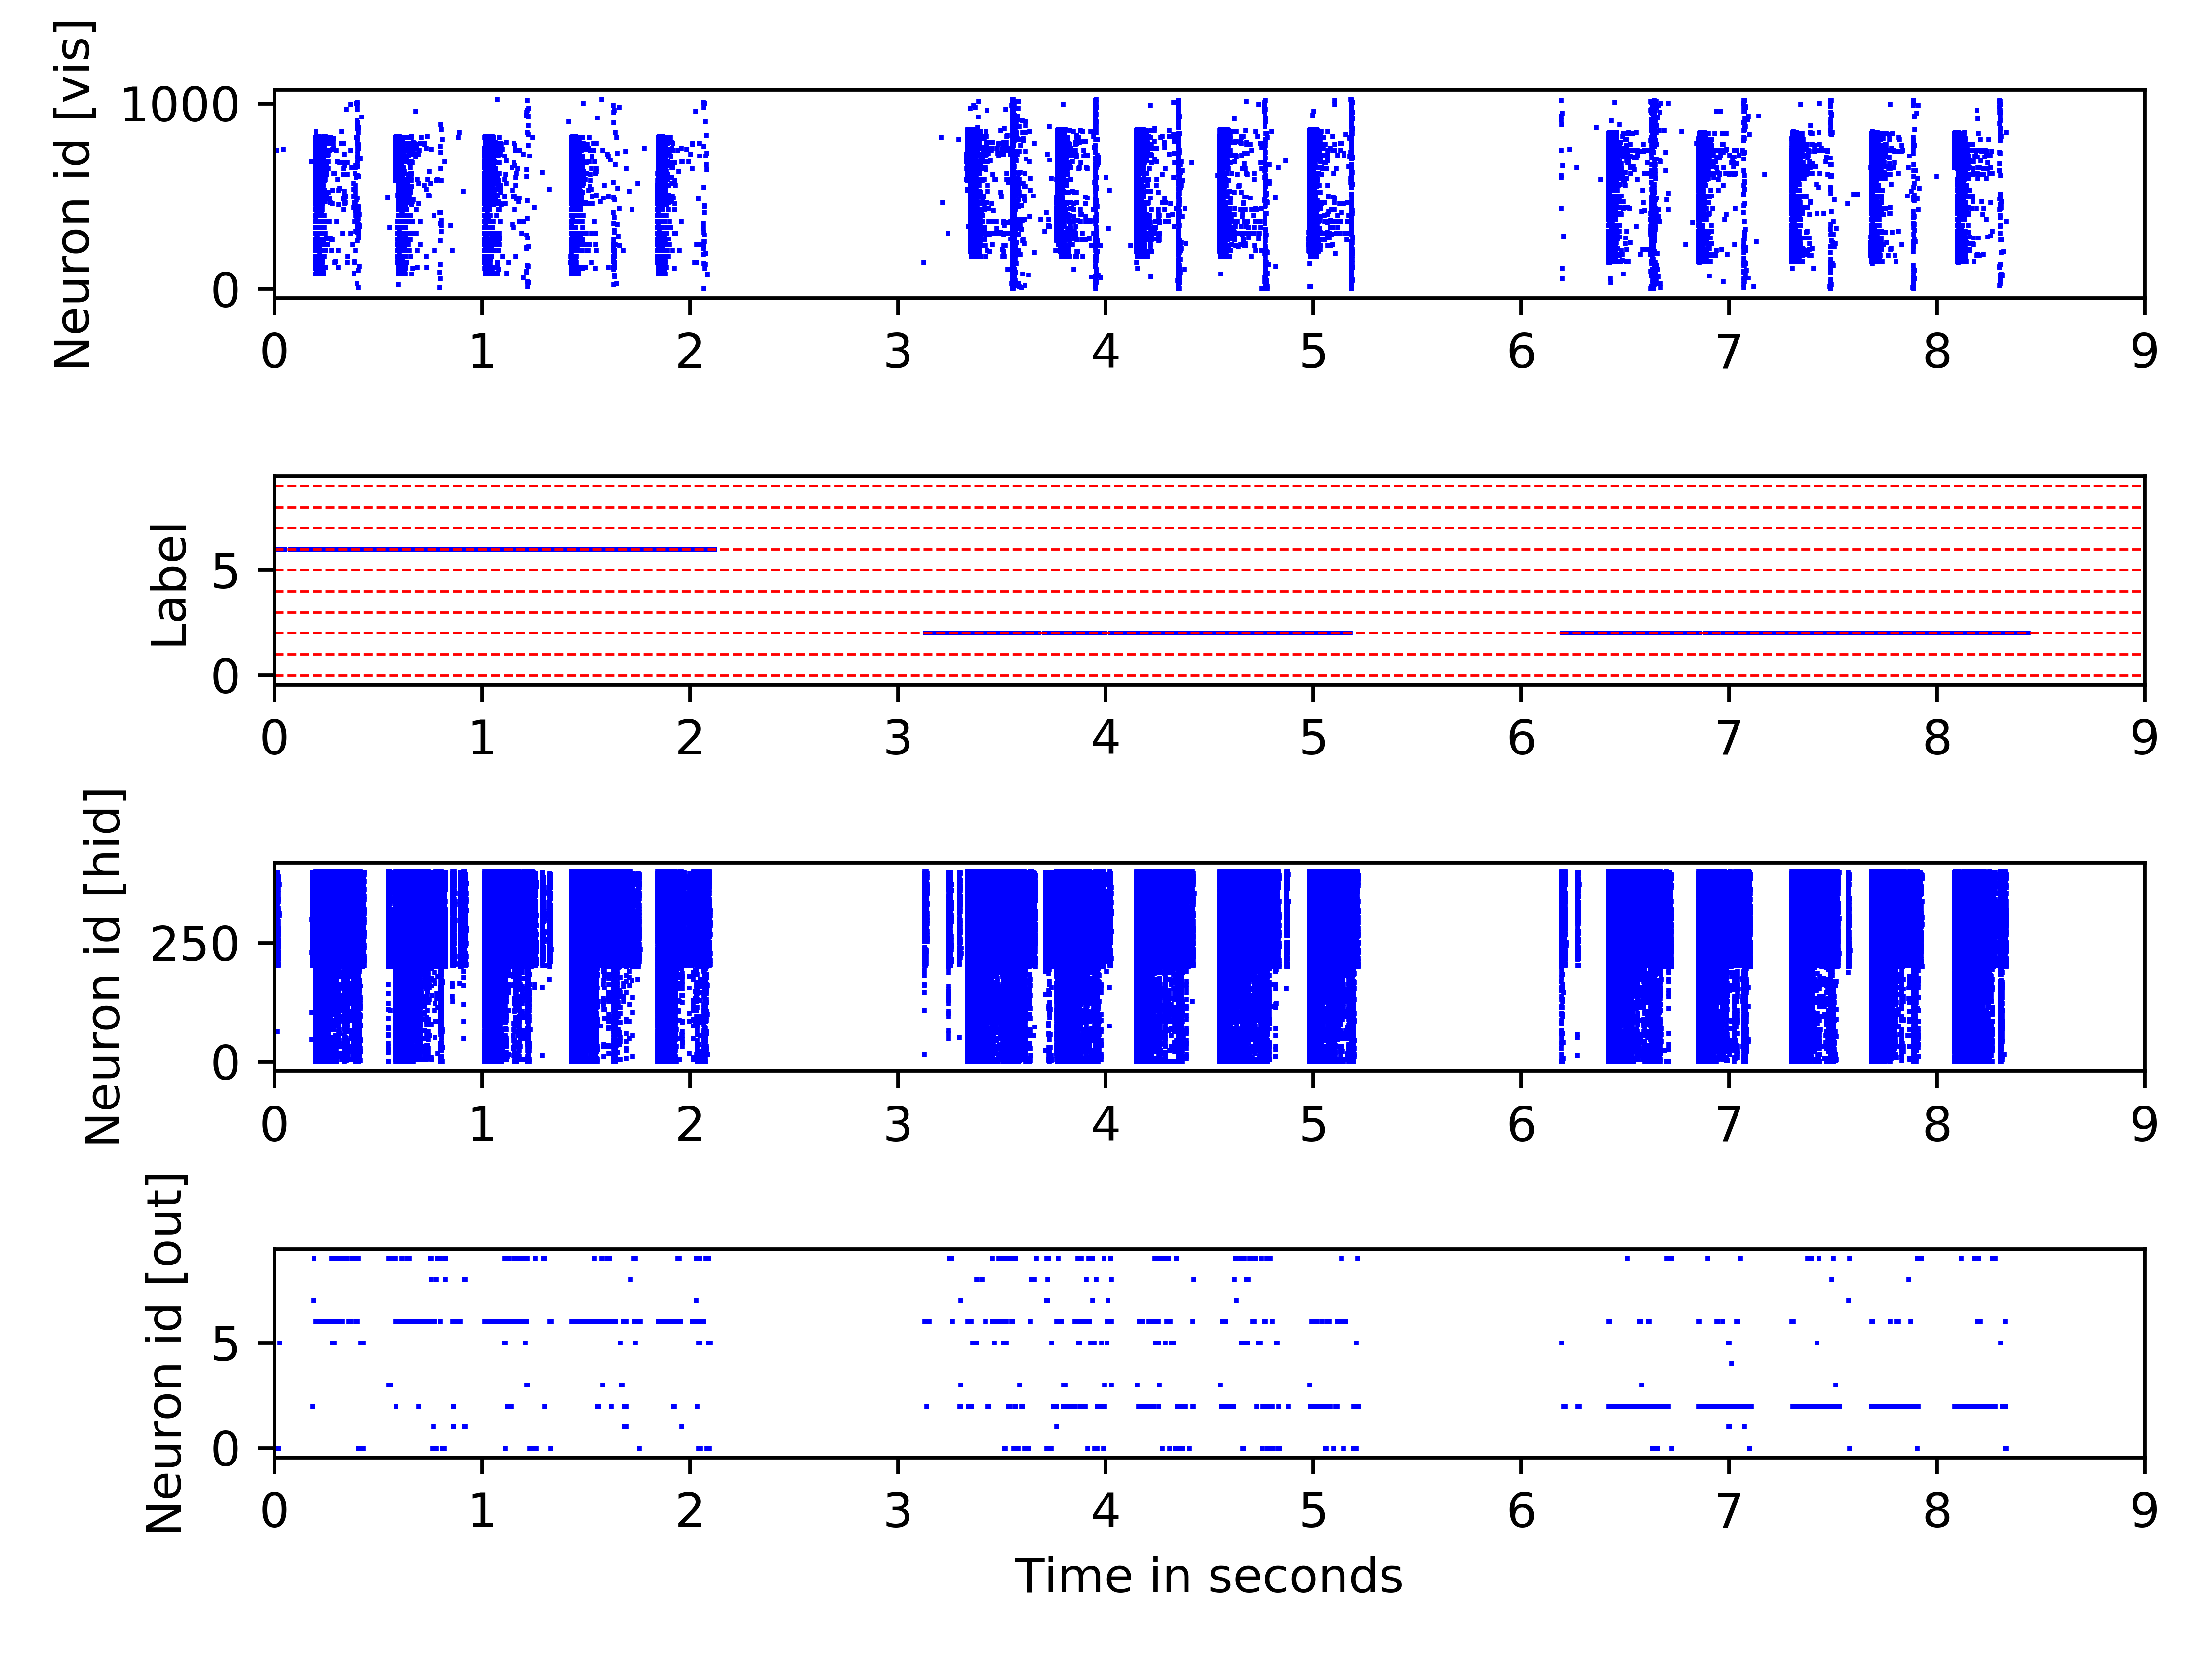 Neuron id [vis]
1000
0
0 1 2 3 4 5 6 7 8 9
Label
5
0
0 1 2 3 4 5 6 7 8 9
Neuron id [hid]
250
0
0 1 2 3 4 5 6 7 8 9
Neuron id [out]
5
0
0 1 2 3 4 5 6 7 8 9
Time in seconds